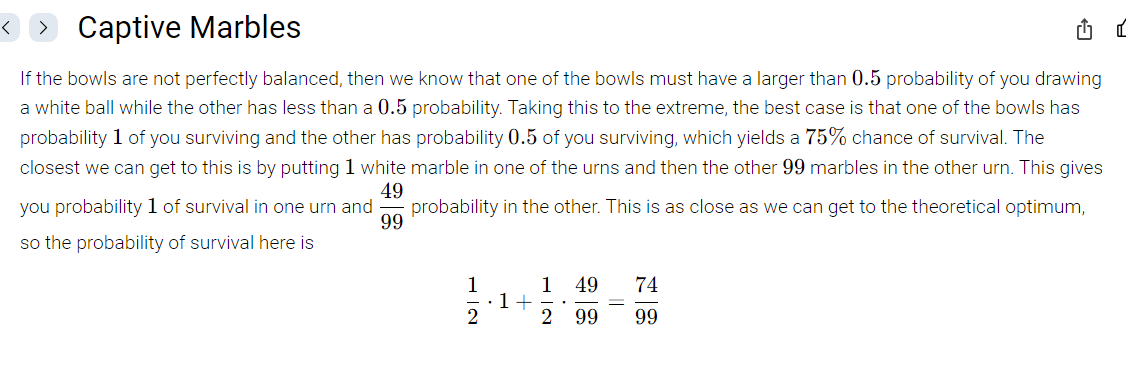 Captive Marbles
If the bowls are not perfectly balanced, then we know that one of the bowls must have a larger than 0.5 probability of you drawing
a white ball while the other has less than a 0.5 probability. Taking this to the extreme, the best case is that one of the bowls has
probability 1 of you surviving and the other has probability 0.5 of you surviving, which yields a 75% chance of survival. The
closest we can get to this is by putting 1 white marble in one of the urns and then the other 99 marbles in the other urn. This gives
you probability 1 of survival in one urn and 49/99 probability in the other. This is as close as we can get to the theoretical optimum,
so the probability of survival here is
1/2 · 1 + 1/2 · 49/99 = 74/99